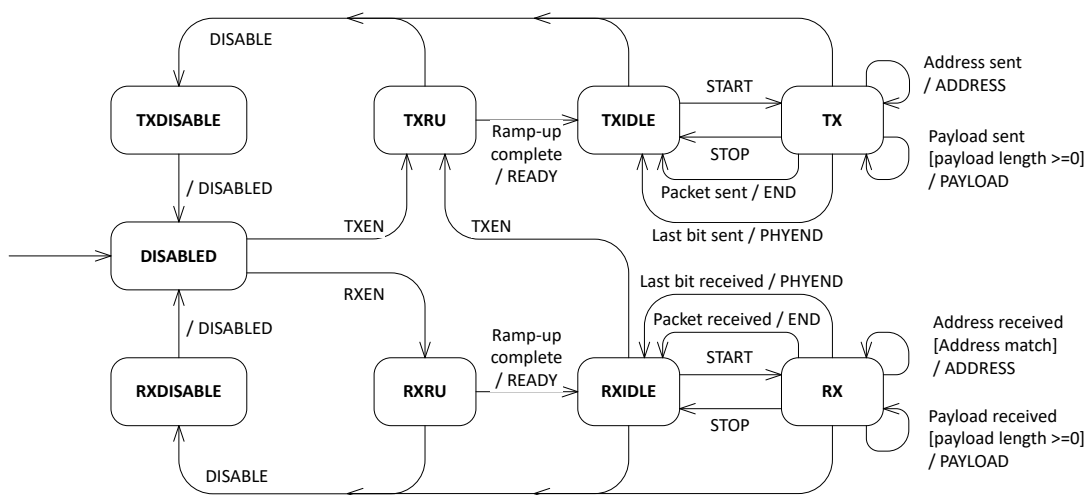 DISABLE
TXDISABLE
TXRU
TXIDLE
TX
START
STOP
Address sent
/ ADDRESS
Ramp-up
complete
/ READY
Payload sent
[payload length >=0]
/ PAYLOAD
Packet sent / END
Last bit sent / PHYEND
/ DISABLED
TXEN
TXEN
DISABLED
RXEN
/ DISABLED
Last bit received / PHYEND
Packet received / END
START
STOP
Ramp-up
complete
/ READY
Address received
[Address match]
/ ADDRESS
RXDISABLE
RXRU
RXIDLE
RX
Payload received
[payload length >=0]
/ PAYLOAD
DISABLE